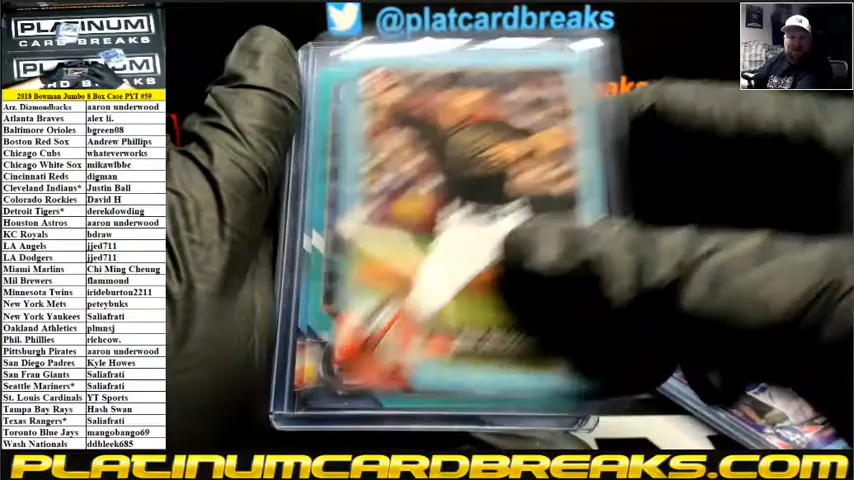 PLATINUM
CARD BREAKS
@platcardbreaks
2018 Bowman Jumbo 8 Box Case PYT #59
Arz. Diamondbacks aaron underwood
Atlanta Braves alex li.
Baltimore Orioles bgreen08
Boston Red Sox Andrew Phillips
Chicago Cubs whateverworks
Chicago White Sox mikawlbbc
Cincinnati Reds digman
Cleveland Indians* Justin Ball
Colorado Rockies David H
Detroit Tigers* derekdowding
Houston Astros aaron underwood
KC Royals bdraw
LA Angels jjed711
LA Dodgers jjed711
Miami Marlins Chi Ming Cheung
Mil Brewers flammond
Minnesota Twins irideburton2211
New York Mets peteybuks
New York Yankees Saliafrati
Oakland Athletics plmnsj
Phil. Phillies richcow.
Pittsburgh Pirates aaron underwood
San Diego Padres Kyle Howes
San Fran Giants Saliafrati
Seattle Mariners* Saliafrati
St. Louis Cardinals YT Sports
Tampa Bay Rays Hash Swan
Texas Rangers* Saliafrati
Toronto Blue Jays mangobango69
Wash Nationals ddbleek685
PLATINUMCARDBREAKS.COM